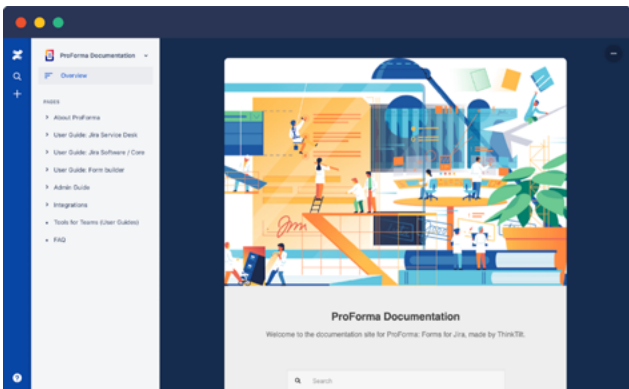 ProForma Documentation
Overview
PAGES
About ProForma
User Guide: Jira Service Desk
User Guide: Jira Software / Core
User Guide: Form builder
Admin Guide
Integrations
Tools for Teams (User Guides)
FAQ
ProForma Documentation
Welcome to the documentation site for ProForma: Forms for Jira, made by ThinkTilt.
Search